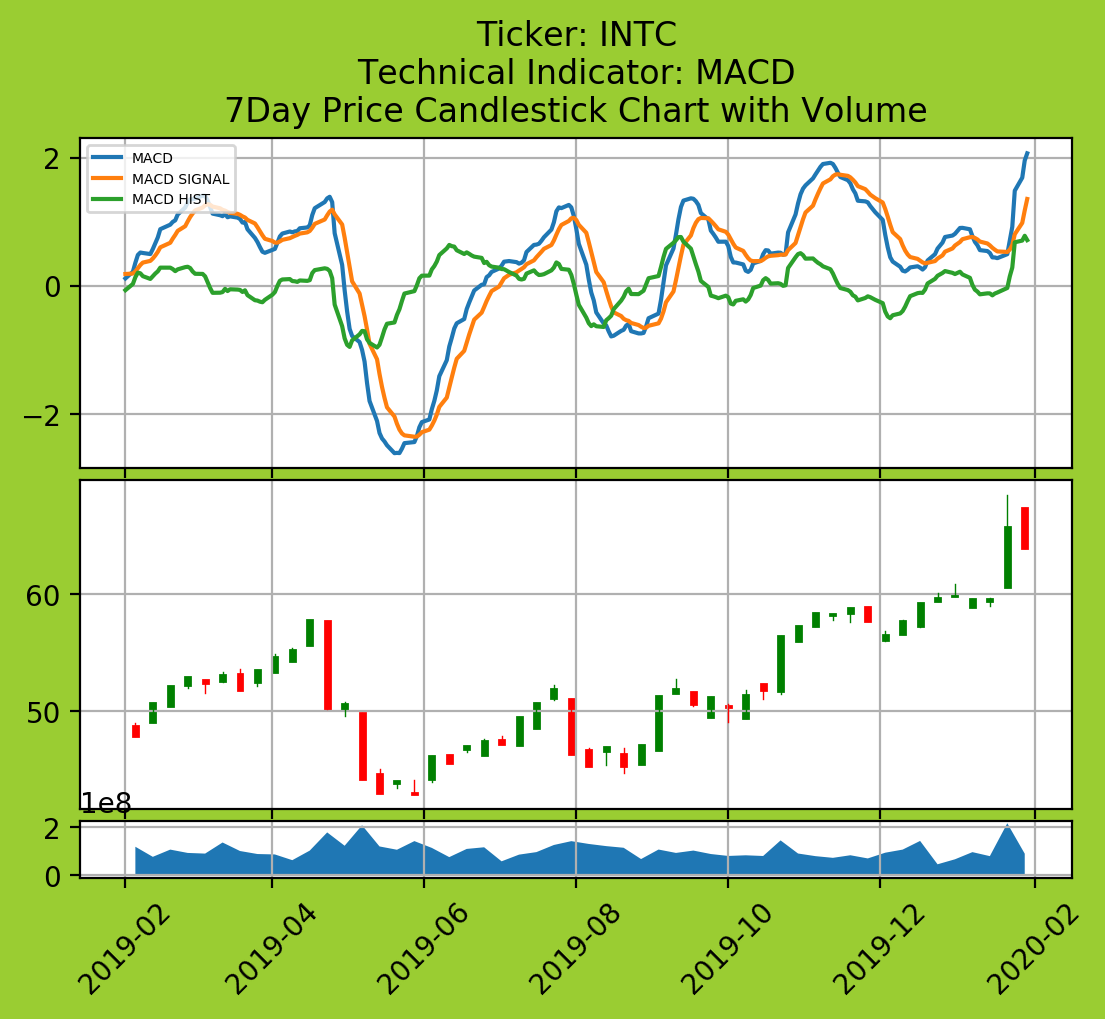 Ticker: INTC
Technical Indicator: MACD
7Day Price Candlestick Chart with Volume
MACD
MACD SIGNAL
MACD HIST
2
0
−2
60
50
1e8
2
0
2019-02
2019-04
2019-06
2019-08
2019-10
2019-12
2020-02